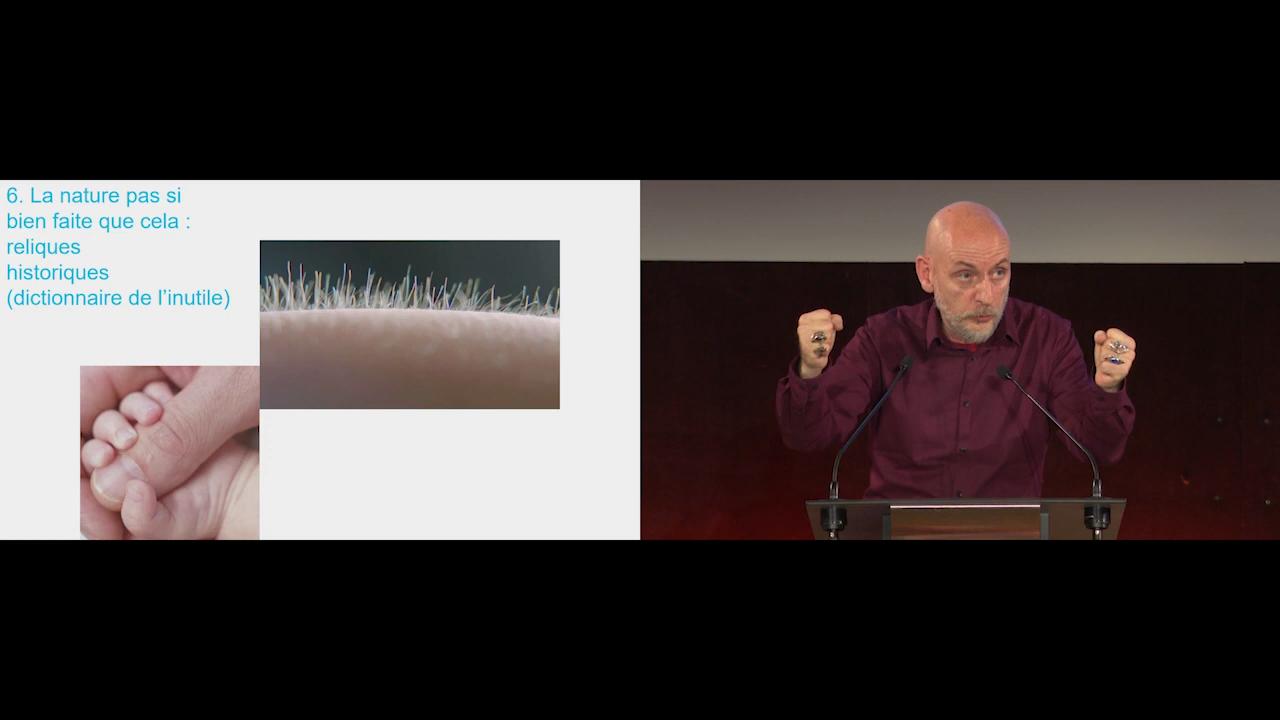 6. La nature pas si
bien faite que cela :
reliques
historiques
(dictionnaire de l’inutile)